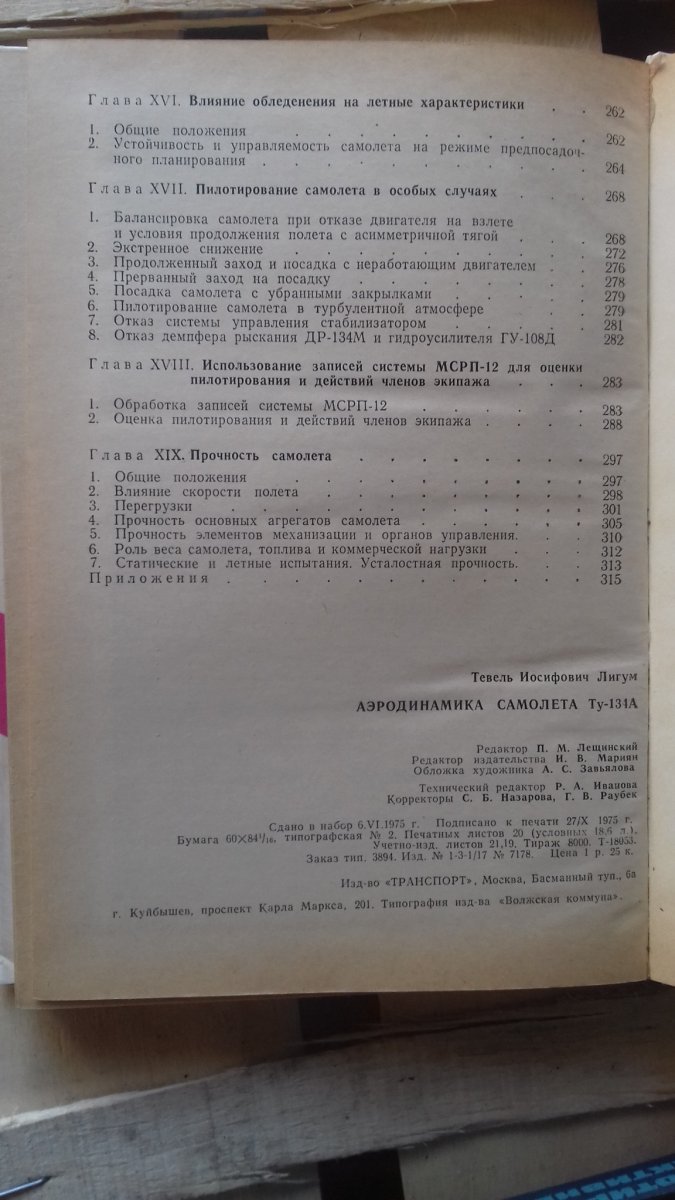 Глава XVI. Влияние обледенения на летные характеристики . . 262
1. Общие положения . . . . . . . . . 262
2. Устойчивость и управляемость самолета на режиме предпосадоч-
ного планирования . . . . . . . . . . 264
Глава XVII. Пилотирование самолета в особых случаях . . . 268
1. Балансировка самолета при отказе двигателя на взлете
и условия продолжения полета с асимметричной тягой . . . 268
2. Экстренное снижение . . . . . . . . . 272
3. Продолженный заход и посадка с неработающим двигателем . . 276
4. Прерванный заход на посадку . . . . . . . 278
5. Посадка самолета с убранными закрылками . . . . 279
6. Пилотирование самолета в турбулентной атмосфере . . . 279
7. Отказ системы управления стабилизатором . . . . . 281
8. Отказ демпфера рыскания ДР-134М и гидроусилителя ГУ-108Д 282
Глава XVIII. Использование записей системы МСРП-12 для оценки
пилотирования и действий членов экипажа . . . 283
1. Обработка записей системы МСРП-12 . . . . . 283
2. Оценка пилотирования и действий членов экипажа . . . . 288
Глава XIX. Прочность самолета . . . . . . . 297
1. Общие положения . . . . . . . . . 297
2. Влияние скорости полета . . . . . . . . 298
3. Перегрузки . . . . . . . . . . . 301
4. Прочность основных агрегатов самолета . . . . . 305
5. Прочность элементов механизации и органов управления. . . 310
6. Роль веса самолета, топлива и коммерческой нагрузки . . . 312
7. Статические и летные испытания. Усталостная прочность. . . 313
Приложения . . . . . . . . . . . 315
Тевель Иосифович Лигум
АЭРОДИНАМИКА САМОЛЕТА Ту-134А
Редактор П. М. Лещинский
Редактор издательства И. В. Мариян
Обложка художника А. С. Завьялова
Технический редактор Р. А. Иванова
Корректоры С. Б. Назарова, Г. В. Раубек
Сдано в набор 6.VI.1975 г. Подписано к печати 27/X 1975 г.
Бумага 60×84¹/₁₆, типографская № 2. Печатных листов 20 (условных 18,6 л.),
Учетно-изд. листов 21,19. Тираж 8000. Т-18053.
Заказ тип. 3894. Изд. № 1-3-1/17 № 7178. Цена 1 р. 25 к.
Изд-во «ТРАНСПОРТ», Москва, Басманный туп., 6а
г. Куйбышев, проспект Карла Маркса, 201. Типография изд-ва «Волжская коммуна».